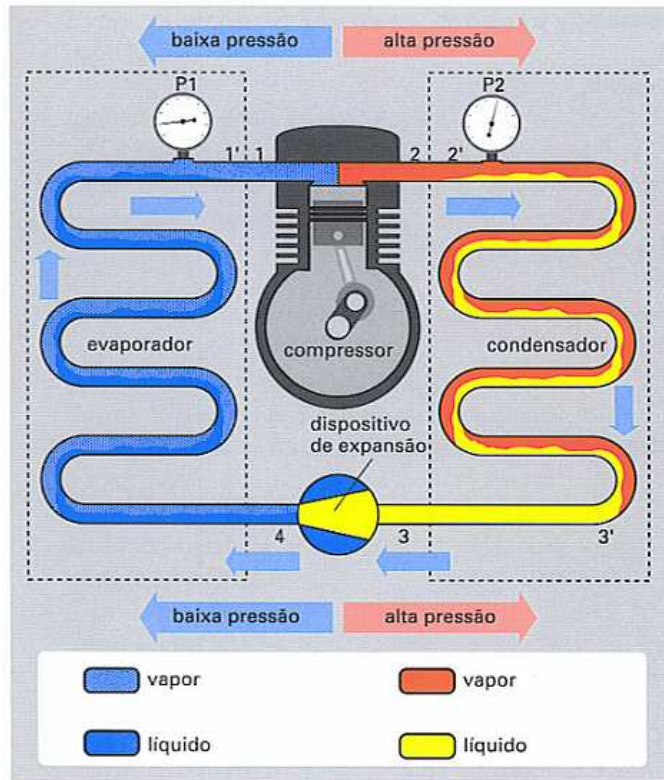 baixa pressão
alta pressão
P1
P2
1'
1
2
2'
evaporador
compressor
condensador
dispositivo
de expansão
4
3
3'
baixa pressão
alta pressão
vapor
vapor
líquido
líquido